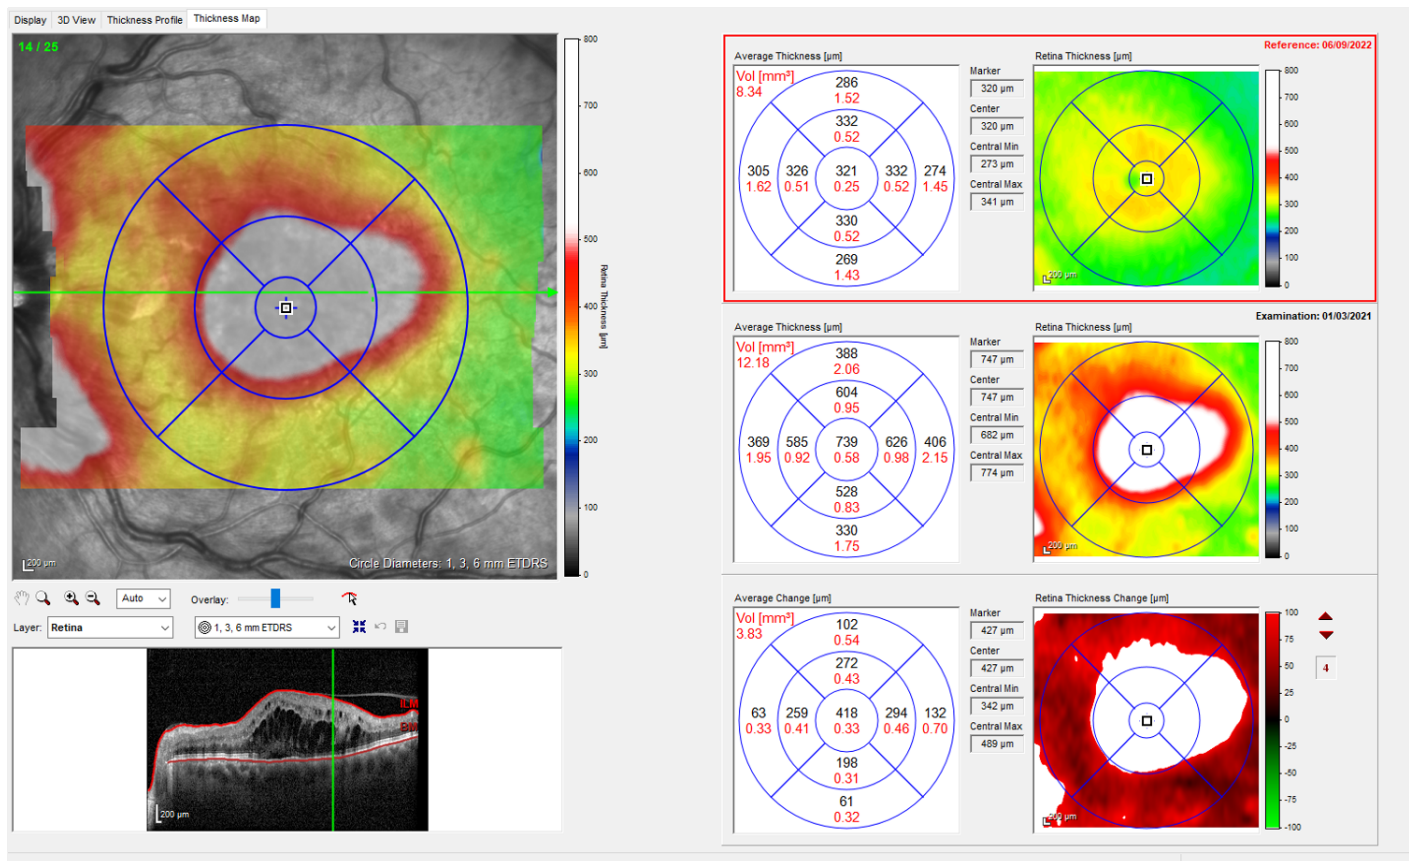 Display 3D View Thickness Profile Thickness Map
14 / 25
800
700
600
500
400
300
200
100
0
Retina Thickness [µm]
200 µm
Circle Diameters: 1, 3, 6 mm ETDRS
Auto Overlay:
Layer: Retina 1, 3, 6 mm ETDRS
ILM
BM
200 µm
Reference: 06/09/2022
Average Thickness [µm]
Vol [mm³]
8.34
286
1.52
332
0.52
305 326 321 332 274
1.62 0.51 0.25 0.52 1.45
330
0.52
269
1.43
Marker
320 µm
Center
320 µm
Central Min
273 µm
Central Max
341 µm
Retina Thickness [µm]
200 µm
800
700
600
500
400
300
200
100
0
Examination: 01/03/2021
Average Thickness [µm]
Vol [mm³]
12.18
388
2.06
604
0.95
369 585 739 626 406
1.95 0.92 0.58 0.98 2.15
528
0.83
330
1.75
Marker
747 µm
Center
747 µm
Central Min
682 µm
Central Max
774 µm
Retina Thickness [µm]
200 µm
800
700
600
500
400
300
200
100
0
Average Change [µm]
Vol [mm³]
3.83
102
0.54
272
0.43
63 259 418 294 132
0.33 0.41 0.33 0.46 0.70
198
0.31
61
0.32
Marker
427 µm
Center
427 µm
Central Min
342 µm
Central Max
489 µm
Retina Thickness Change [µm]
200 µm
100
75
50
25
0
-25
-50
-75
-100
4